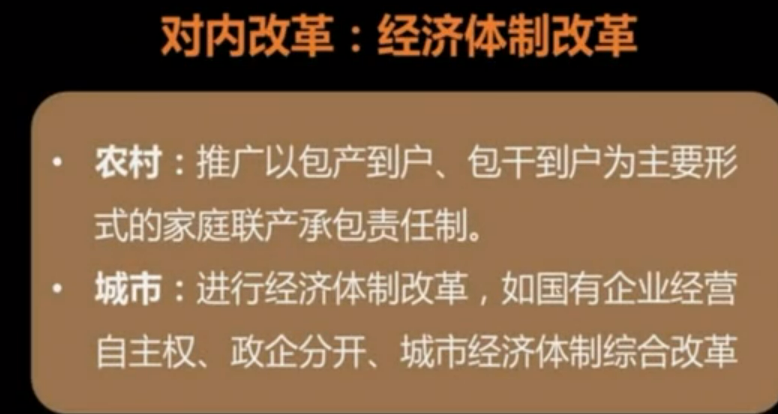 对内改革：经济体制改革
• 农村：推广以包产到户、包干到户为主要形
式的家庭联产承包责任制。
• 城市：进行经济体制改革，如国有企业经营
自主权、政企分开、城市经济体制综合改革